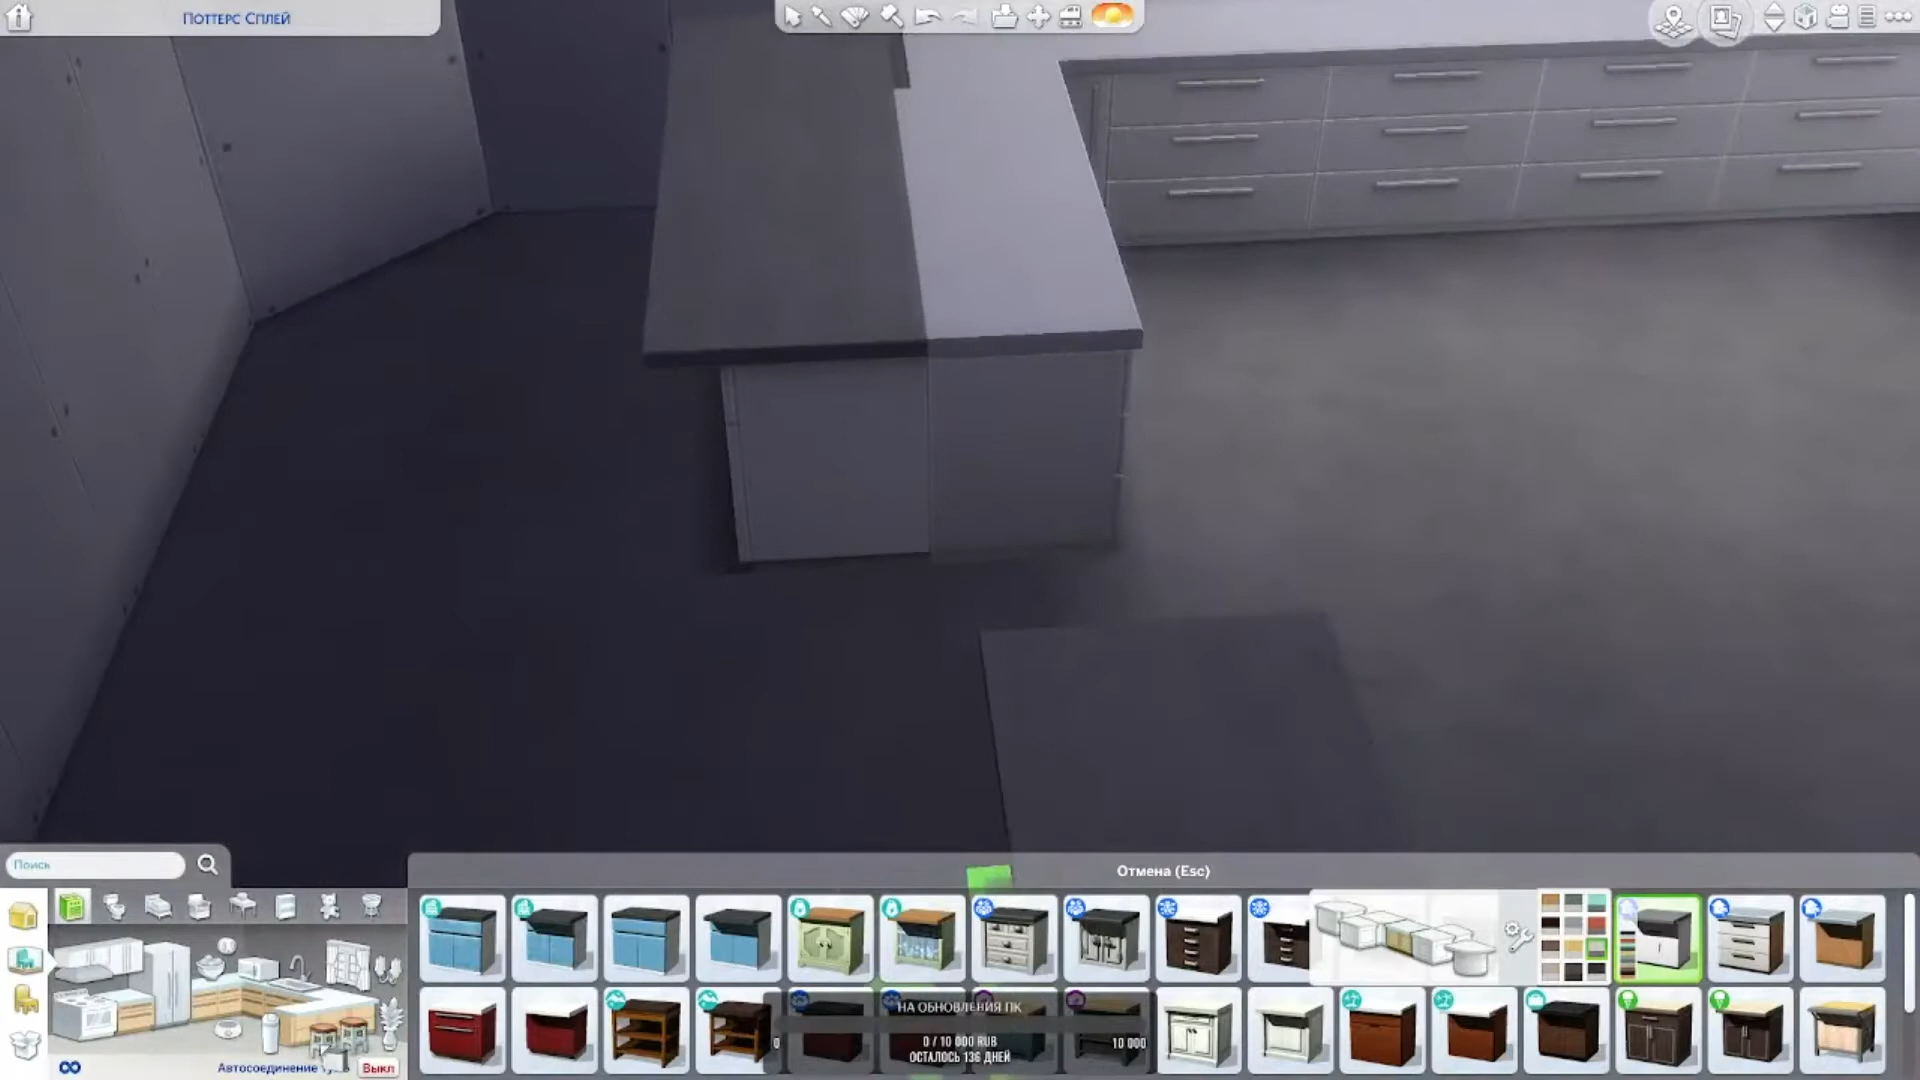 Поттерс Сплей
Поиск
Отмена (Esc)
НА ОБНОВЛЕНИЯ ПК
0
0 / 10 000 RUB
10 000
ОСТАЛОСЬ 136 ДНЕЙ
Автосоединение
Выкл